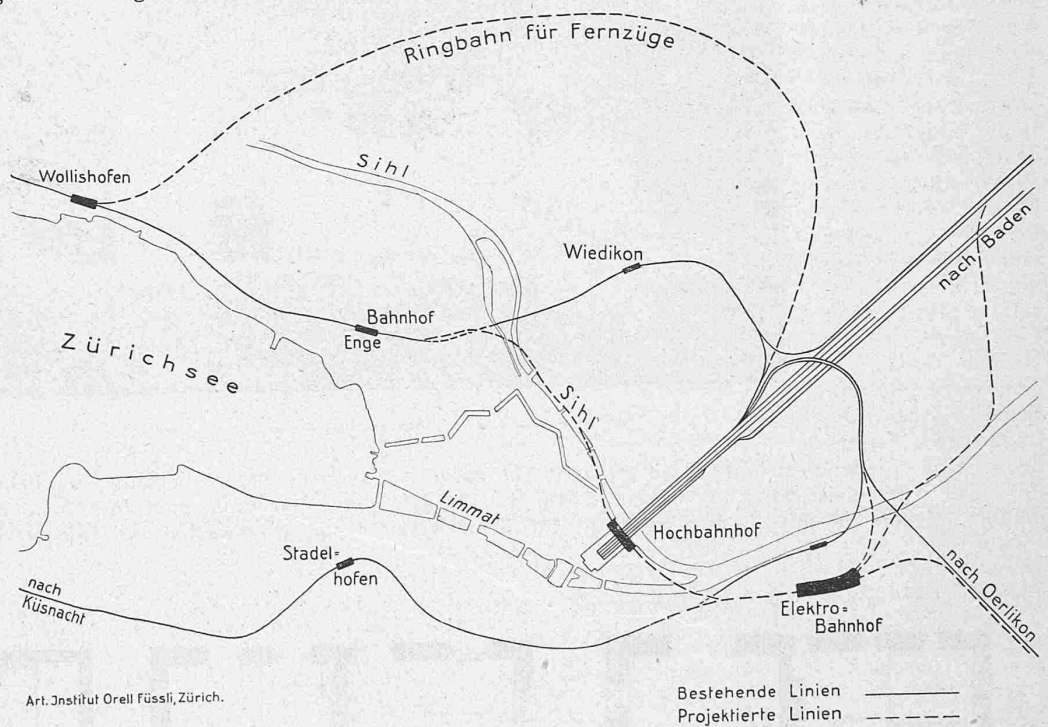 Ringbahn für Fernzüge
Wollishofen
Sihl
Wiedikon
nach Baden
Bahnhof
Enge
Zürichsee
Sihl
Limmat
Hochbahnhof
Stadel=
hofen
nach
Küsnacht
nach Oerlikon
Elektro=
Bahnhof
Art. Jnstitut Orell Füssli, Zürich.
Bestehende Linien
Projektierte Linien